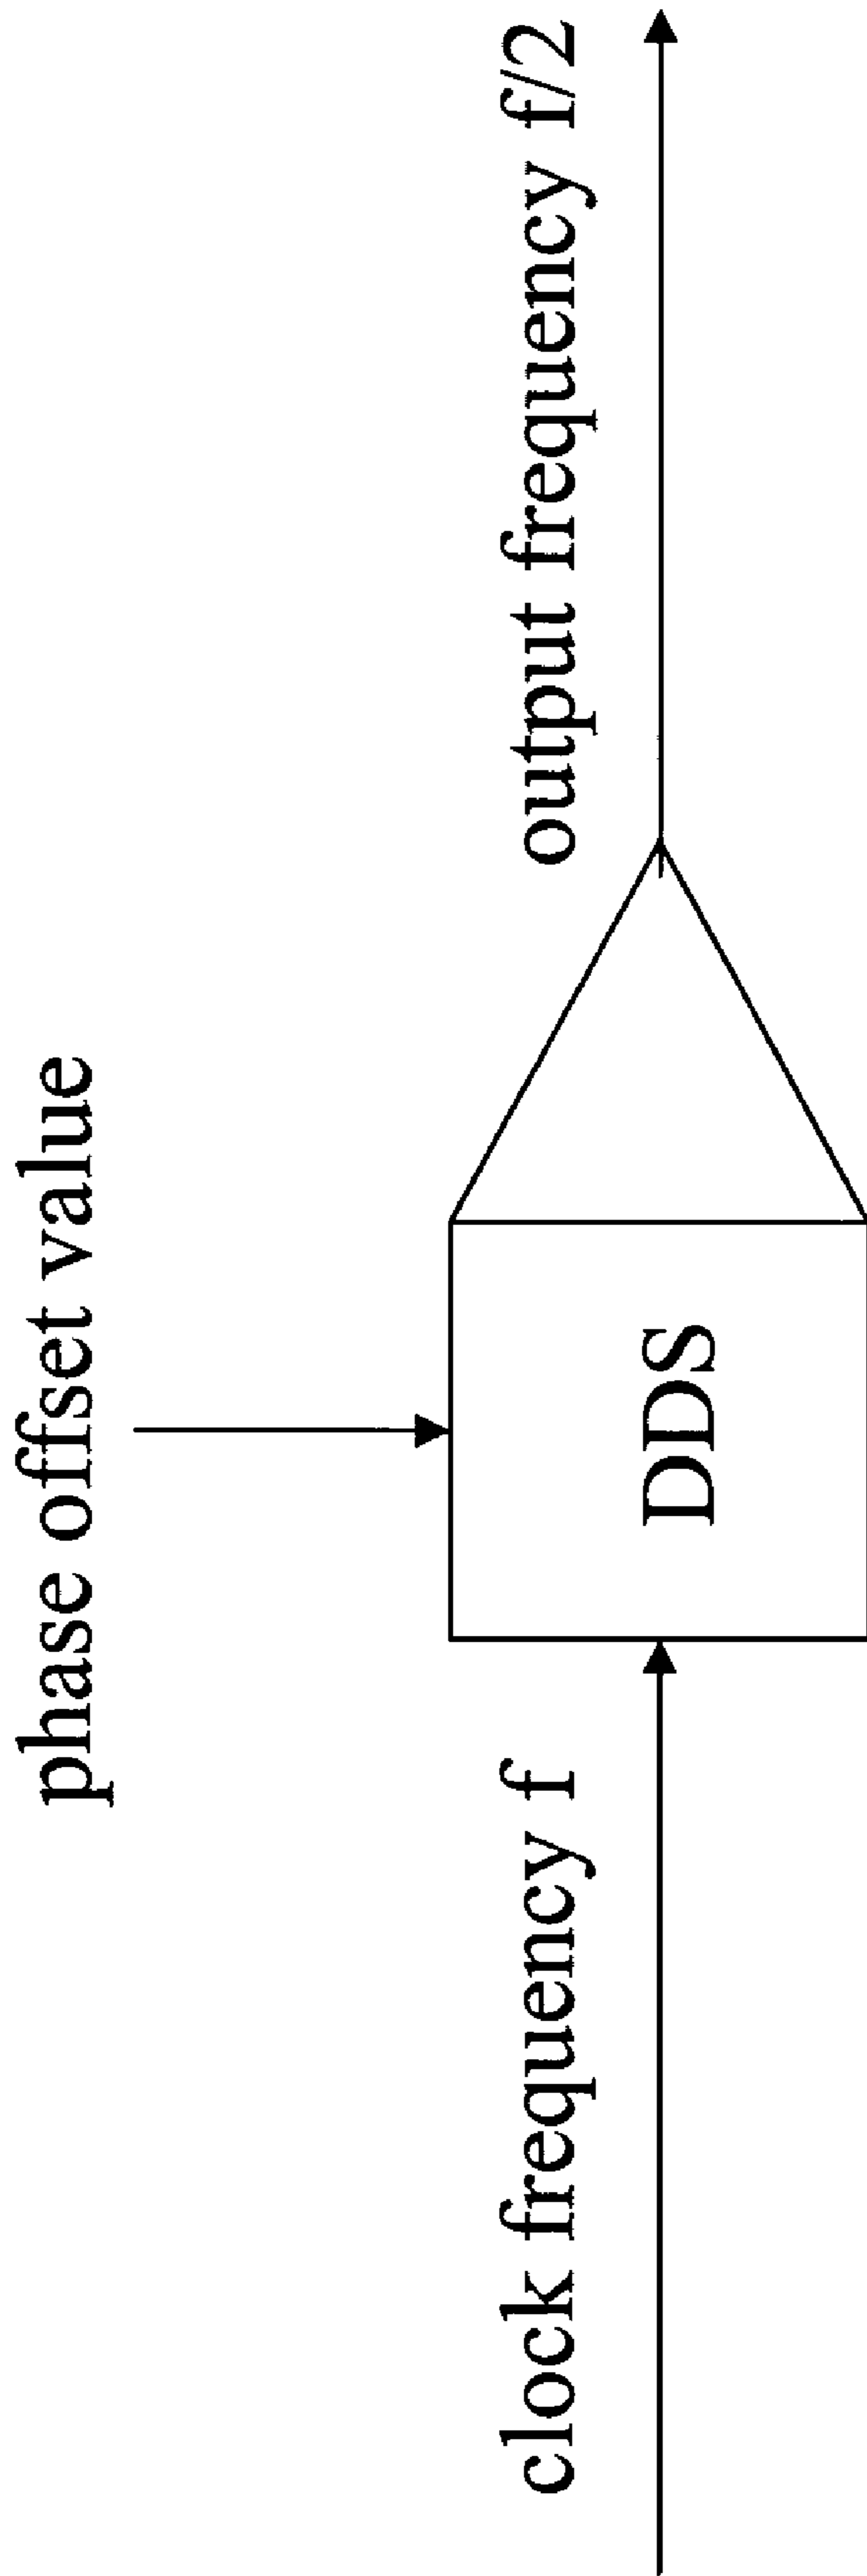 phase offset value
clock frequency f
DDS
output frequency f/2